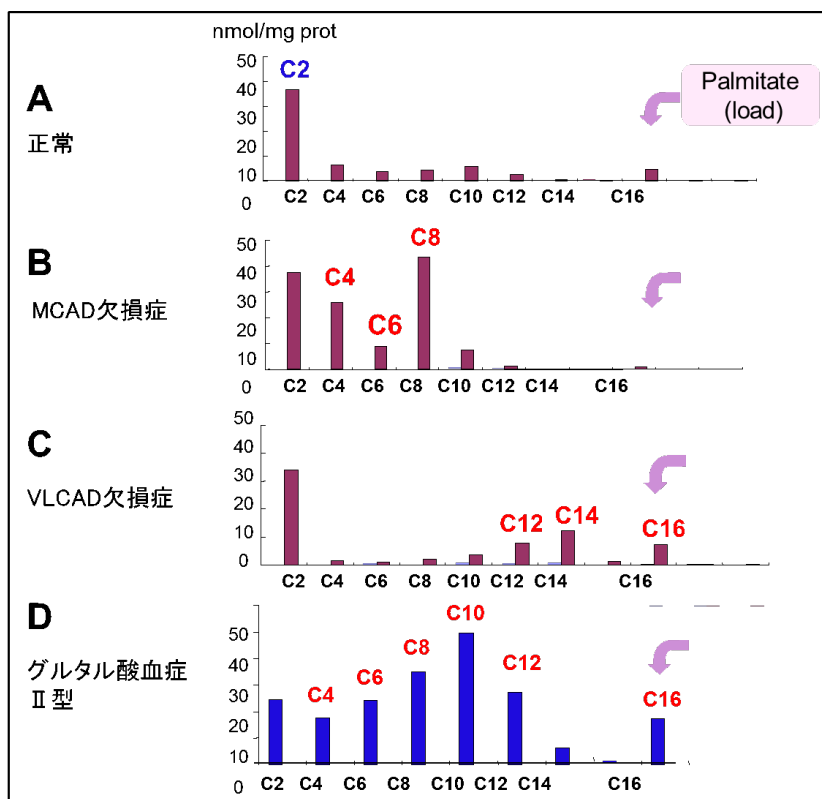 nmol/mg prot
50
40
30
20
10
0
C2
A
正常
Palmitate
(load)
C2 C4 C6 C8 C10 C12 C14 C16
50
40
30
20
10
0
B
MCAD欠損症
C4
C6
C8
C2 C4 C6 C8 C10 C12 C14 C16
50
40
30
20
10
0
C
VLCAD欠損症
C12
C14
C16
C2 C4 C6 C8 C10 C12 C14 C16
50
40
30
20
10
0
D
グルタル酸血症
Ⅱ型
C4
C6
C8
C10
C12
C16
C2 C4 C6 C8 C10 C12 C14 C16